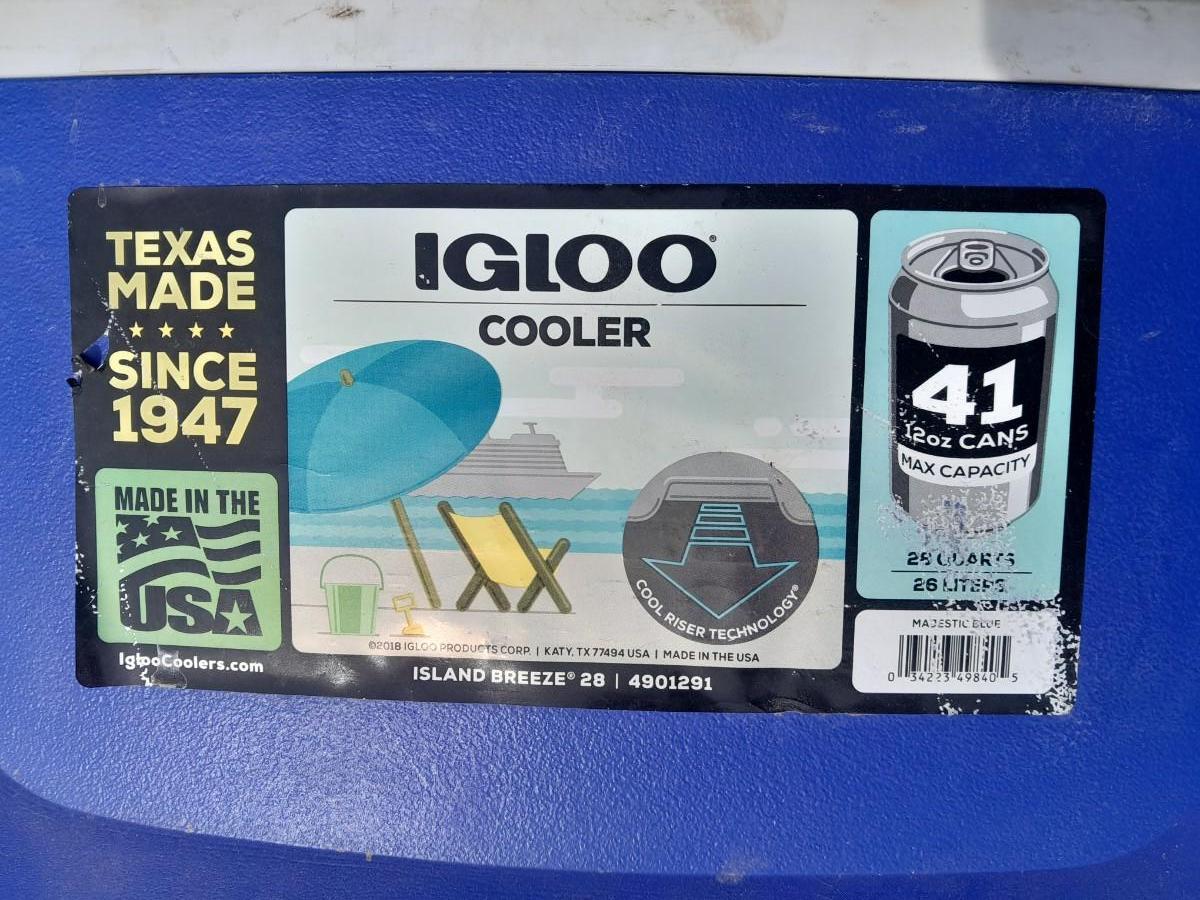 TEXAS
MADE
SINCE
1947
MADE IN THE
USA
IglooCoolers.com
IGLOO®
COOLER
COOL RISER TECHNOLOGY®
©2018 IGLOO PRODUCTS CORP. | KATY, TX 77494 USA | MADE IN THE USA
ISLAND BREEZE® 28 | 4901291
41
12oz CANS
MAX CAPACITY
28 QUARTS
26 LITERS
MAJESTIC BLUE
0 34223 49840 5